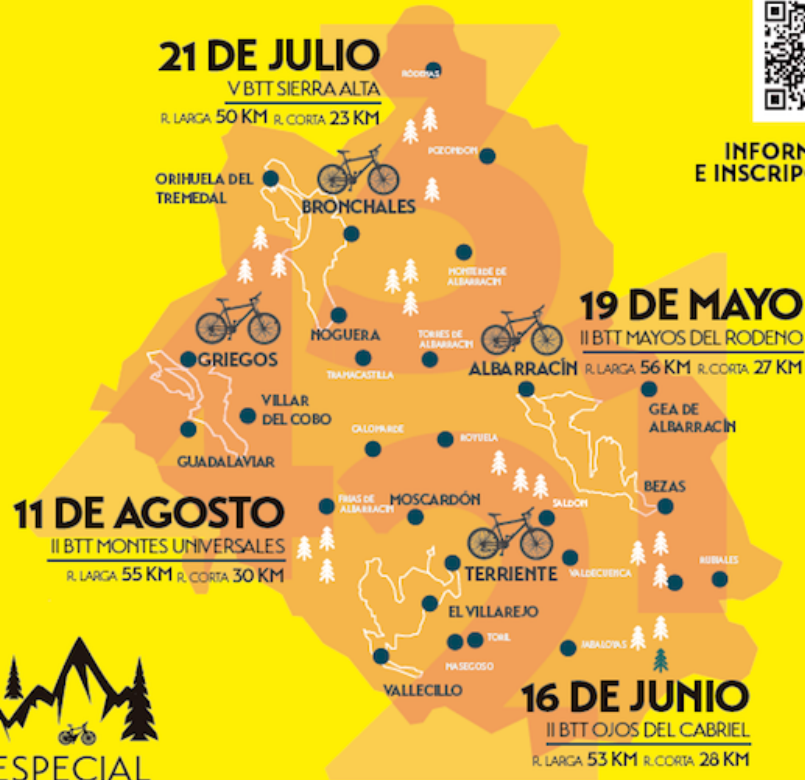 21 DE JULIO
V BTT SIERRA ALTA
R. LARGA 50 KM R. CORTA 23 KM
RÓDENAS
POZONDÓN
INFORM
E INSCRIPC
ORIHUELA DEL
TREMEDAL
BRONCHALES
MONTERDE DE
ALBARRACÍN
19 DE MAYO
II BTT MAYOS DEL RODENO
R. LARGA 56 KM R.CORTA 27 KM
NOGUERA
TORRES DE
ALBARRACÍN
ALBARRACÍN
GRIEGOS
TRAMACASTILLA
GEA DE
ALBARRACÍN
VILLAR
DEL COBO
CALOMARDE
ROYUELA
GUADALAVIAR
BEZAS
11 DE AGOSTO
II BTT MONTES UNIVERSALES
R. LARGA 55 KM R. CORTA 30 KM
FRÍAS DE
ALBARRACÍN
MOSCARDÓN
SALDON
TERRIENTE
VALDECUENCA
RUBIALES
EL VILLAREJO
TORIL
MASEGOSO
JABALOYAS
VALLECILLO
16 DE JUNIO
II BTT OJOS DEL CABRIEL
R. LARGA 53 KM R.CORTA 28 KM
ESPECIAL